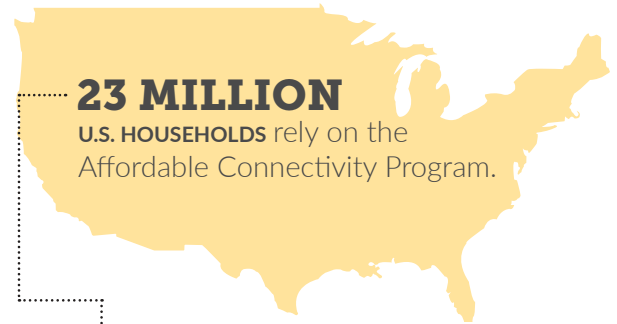 23 MILLION
U.S. HOUSEHOLDS rely on the
Affordable Connectivity Program.